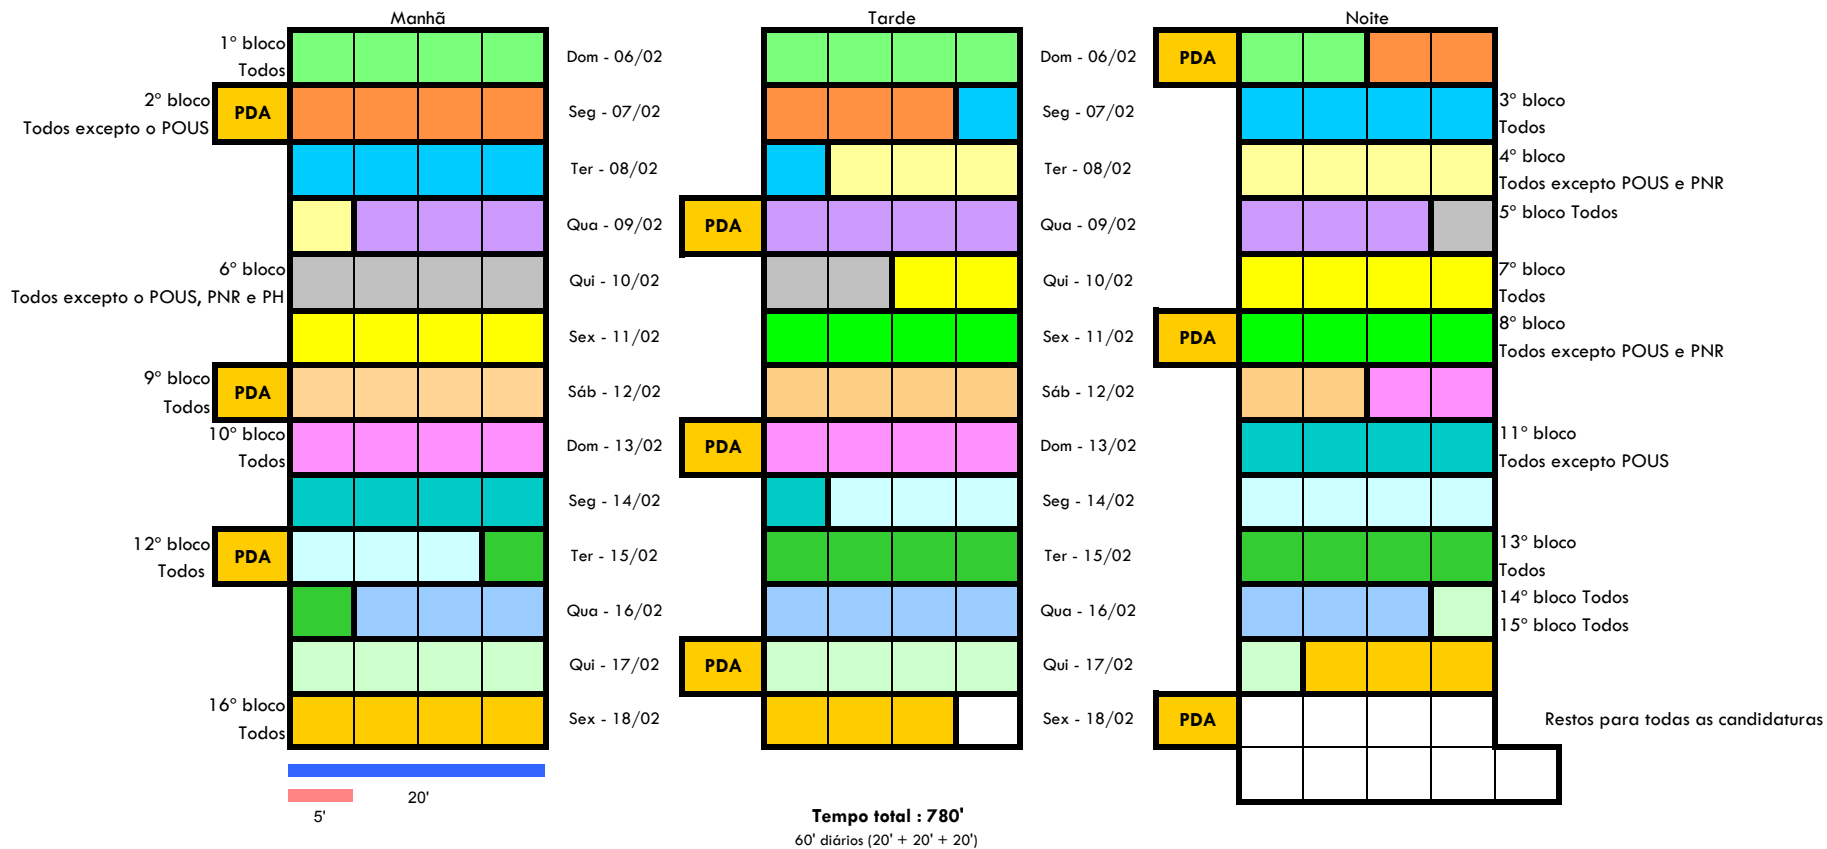 Manhã
Tarde
Noite
1º bloco
Todos
Dom - 06/02
Dom - 06/02
PDA
2º bloco
Todos excepto o POUS
PDA
Seg - 07/02
Seg - 07/02
3º bloco
Todos
Ter - 08/02
Ter - 08/02
4º bloco
Todos excepto POUS e PNR
Qua - 09/02
PDA
Qua - 09/02
5º bloco Todos
6º bloco
Todos excepto o POUS, PNR e PH
Qui - 10/02
Qui - 10/02
7º bloco
Todos
Sex - 11/02
Sex - 11/02
PDA
8º bloco
Todos excepto POUS e PNR
9º bloco
Todos
PDA
Sáb - 12/02
Sáb - 12/02
10º bloco
Todos
Dom - 13/02
PDA
Dom - 13/02
11º bloco
Todos excepto POUS
Seg - 14/02
Seg - 14/02
12º bloco
Todos
PDA
Ter - 15/02
Ter - 15/02
13º bloco
Todos
Qua - 16/02
Qua - 16/02
14º bloco Todos
15º bloco Todos
Qui - 17/02
PDA
Qui - 17/02
16º bloco
Todos
Sex - 18/02
Sex - 18/02
PDA
Restos para todas as candidaturas
20'
5'
Tempo total : 780'
60' diários (20' + 20' + 20')